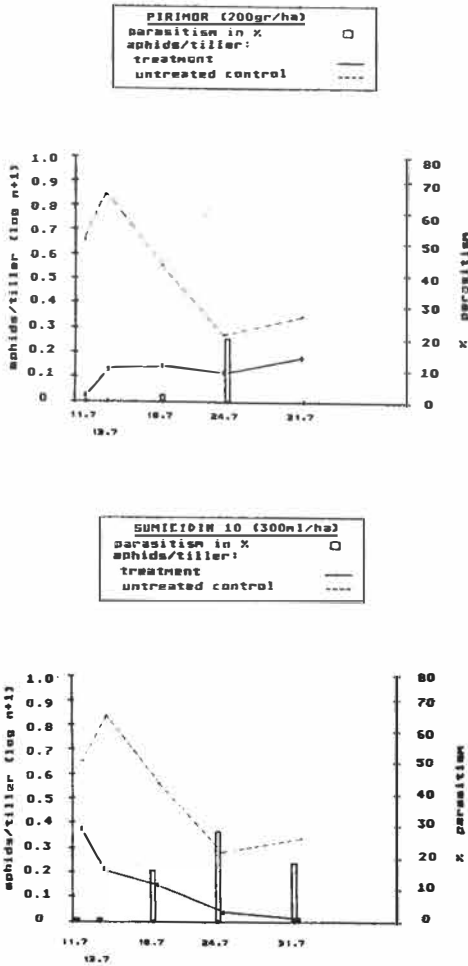 PIRIMOR (200gr/ha)
parasitism in %
aphids/tiller:
treatment
untreated control
1.0
0.9
0.8
0.7
0.6
0.5
0.4
0.3
0.2
0.1
0
aphids/tiller (log n+1)
80
70
60
50
40
30
20
10
0
% parasitism
11.7 18.7 24.7 31.7
13.7
SUMICIDIN 10 (300ml/ha)
parasitism in %
aphids/tiller:
treatment
untreated control
1.0
0.9
0.8
0.7
0.6
0.5
0.4
0.3
0.2
0.1
0
aphids/tiller (log n+1)
80
70
60
50
40
30
20
10
0
% parasitism
11.7 18.7 24.7 31.7
13.7